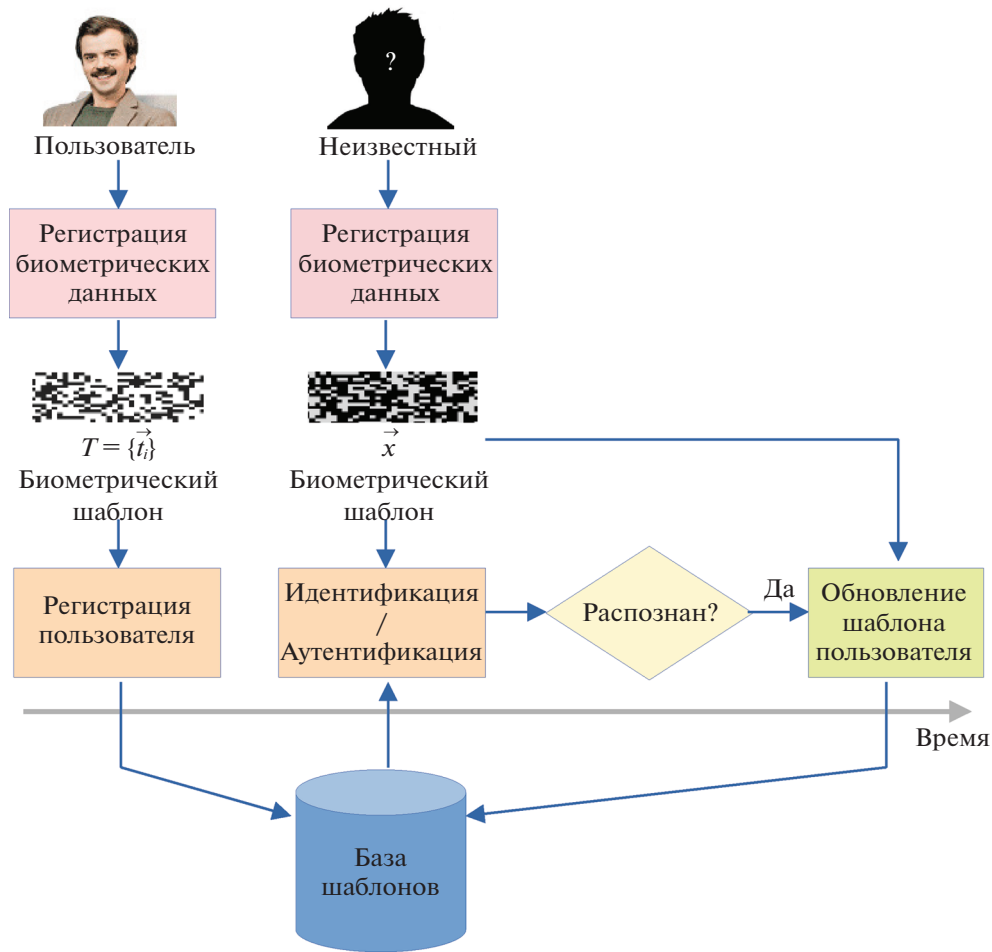 ?
Пользователь
Неизвестный
Регистрация
биометрических
данных
Регистрация
биометрических
данных
T = {t⃗ᵢ}
Биометрический
шаблон
x⃗
Биометрический
шаблон
Регистрация
пользователя
Идентификация
/
Аутентификация
Распознан?
Да
Обновление
шаблона
пользователя
Время
База
шаблонов